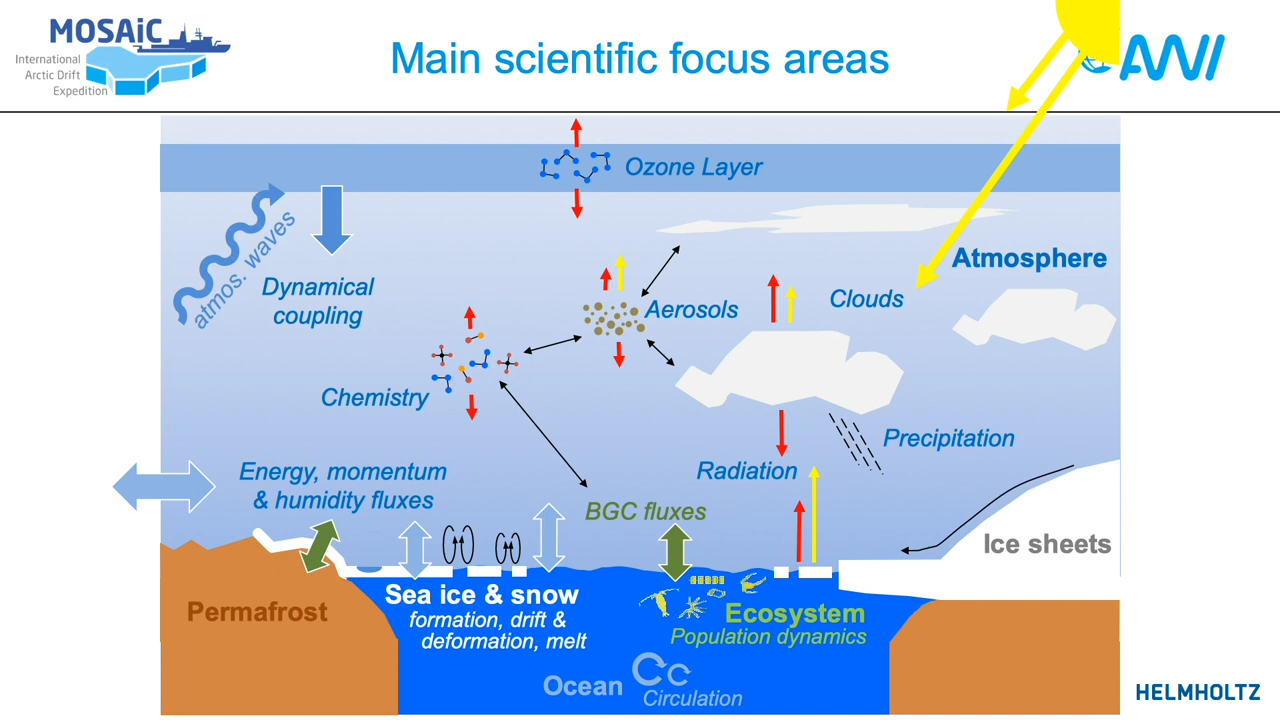 MOSAiC
International
Arctic Drift
Expedition
Main scientific focus areas
AWI
Ozone Layer
atmos. waves
Atmosphere
Dynamical
coupling
Aerosols
Clouds
Chemistry
Precipitation
Energy, momentum
& humidity fluxes
Radiation
BGC fluxes
Ice sheets
Permafrost
Sea ice & snow
formation, drift &
deformation, melt
Ecosystem
Population dynamics
Ocean
Circulation
HELMHOLTZ